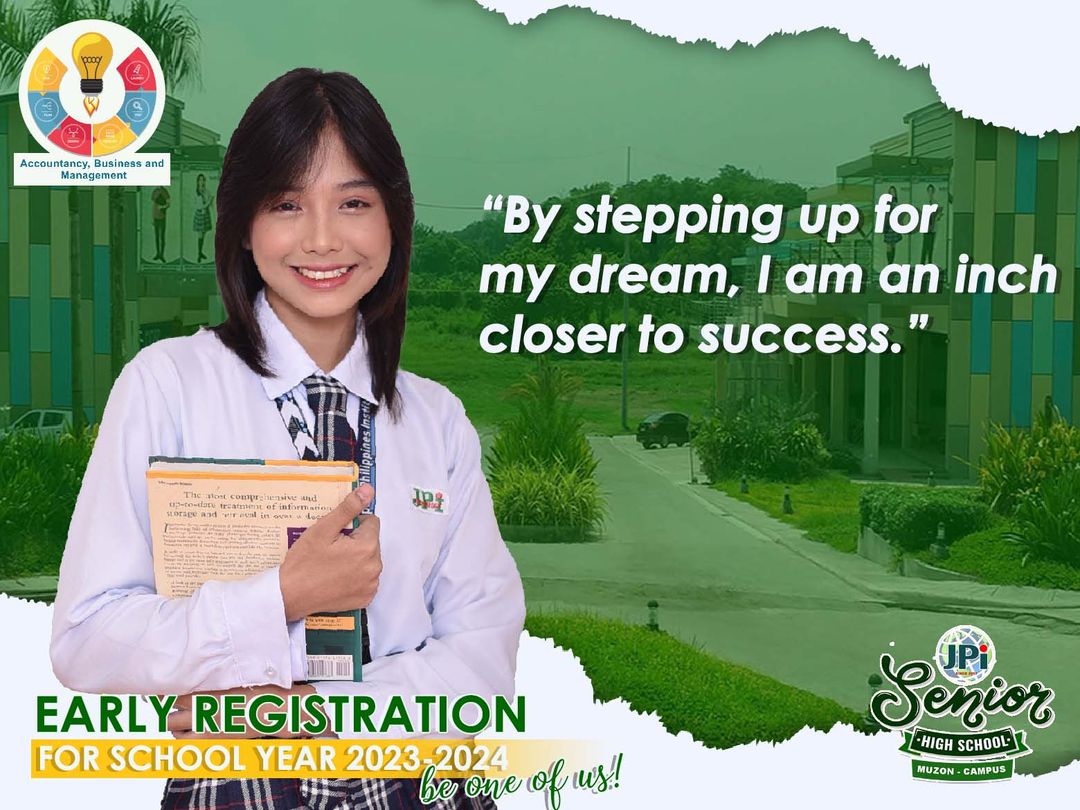 Accountancy, Business and
Management
“By stepping up for
my dream, I am an inch
closer to success.”
The most comprehensive and
up-to-date treatment of information
storage and
JPi
EARLY REGISTRATION
FOR SCHOOL YEAR 2023-2024
be one of us!
JPi
Senior
HIGH SCHOOL
MUZON - CAMPUS